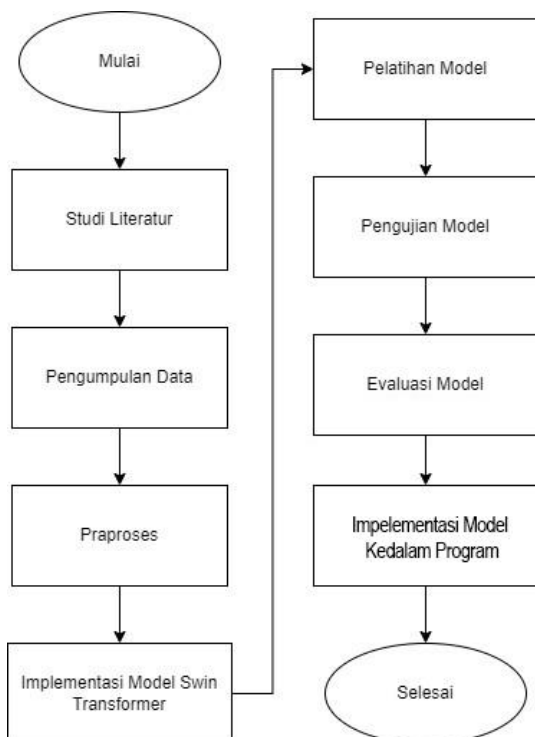 Mulai
Studi Literatur
Pengumpulan Data
Praproses
Implementasi Model Swin
Transformer
Pelatihan Model
Pengujian Model
Evaluasi Model
Impelementasi Model
Kedalam Program
Selesai